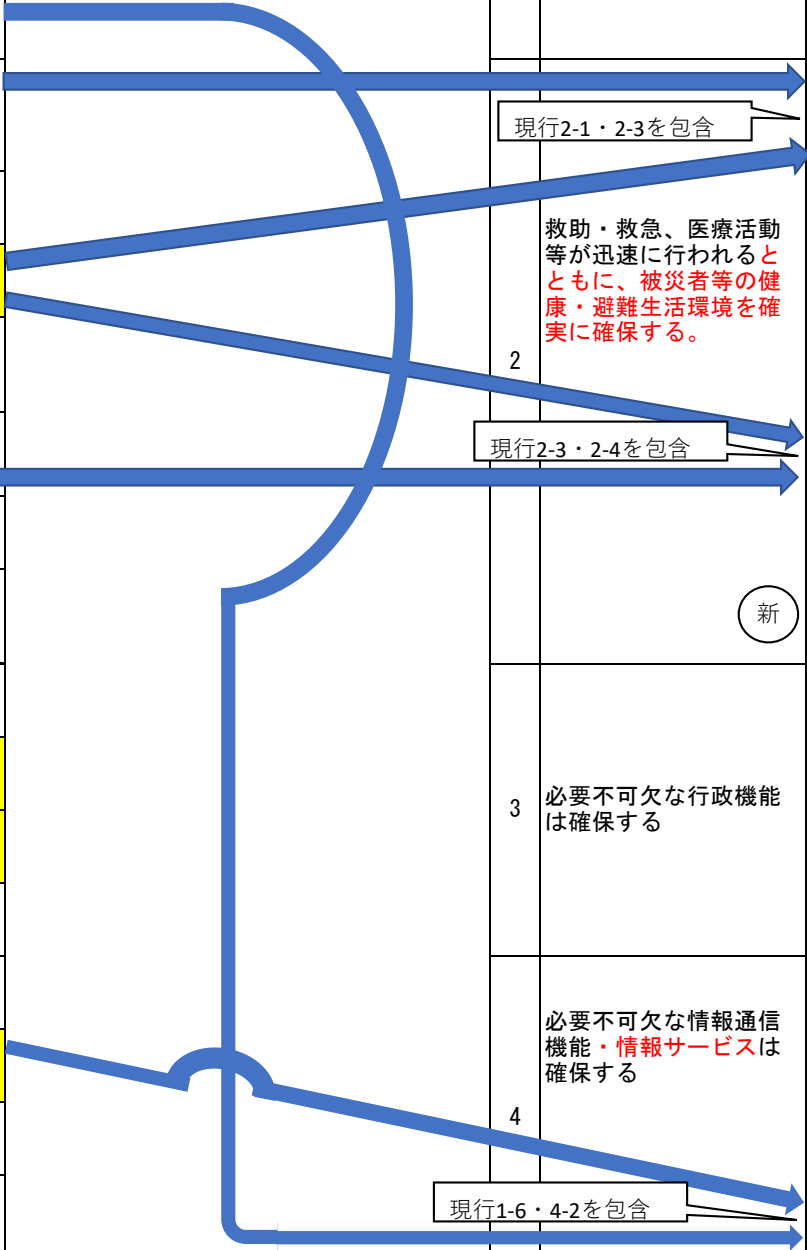 現行2-1・2-3を包含
救助・救急、医療活動
等が迅速に行われると
ともに、被災者等の健
康・避難生活環境を確
実に確保する。
2
現行2-3・2-4を包含
新
3
必要不可欠な行政機能
は確保する
必要不可欠な情報通信
機能・情報サービスは
確保する
4
現行1-6・4-2を包含